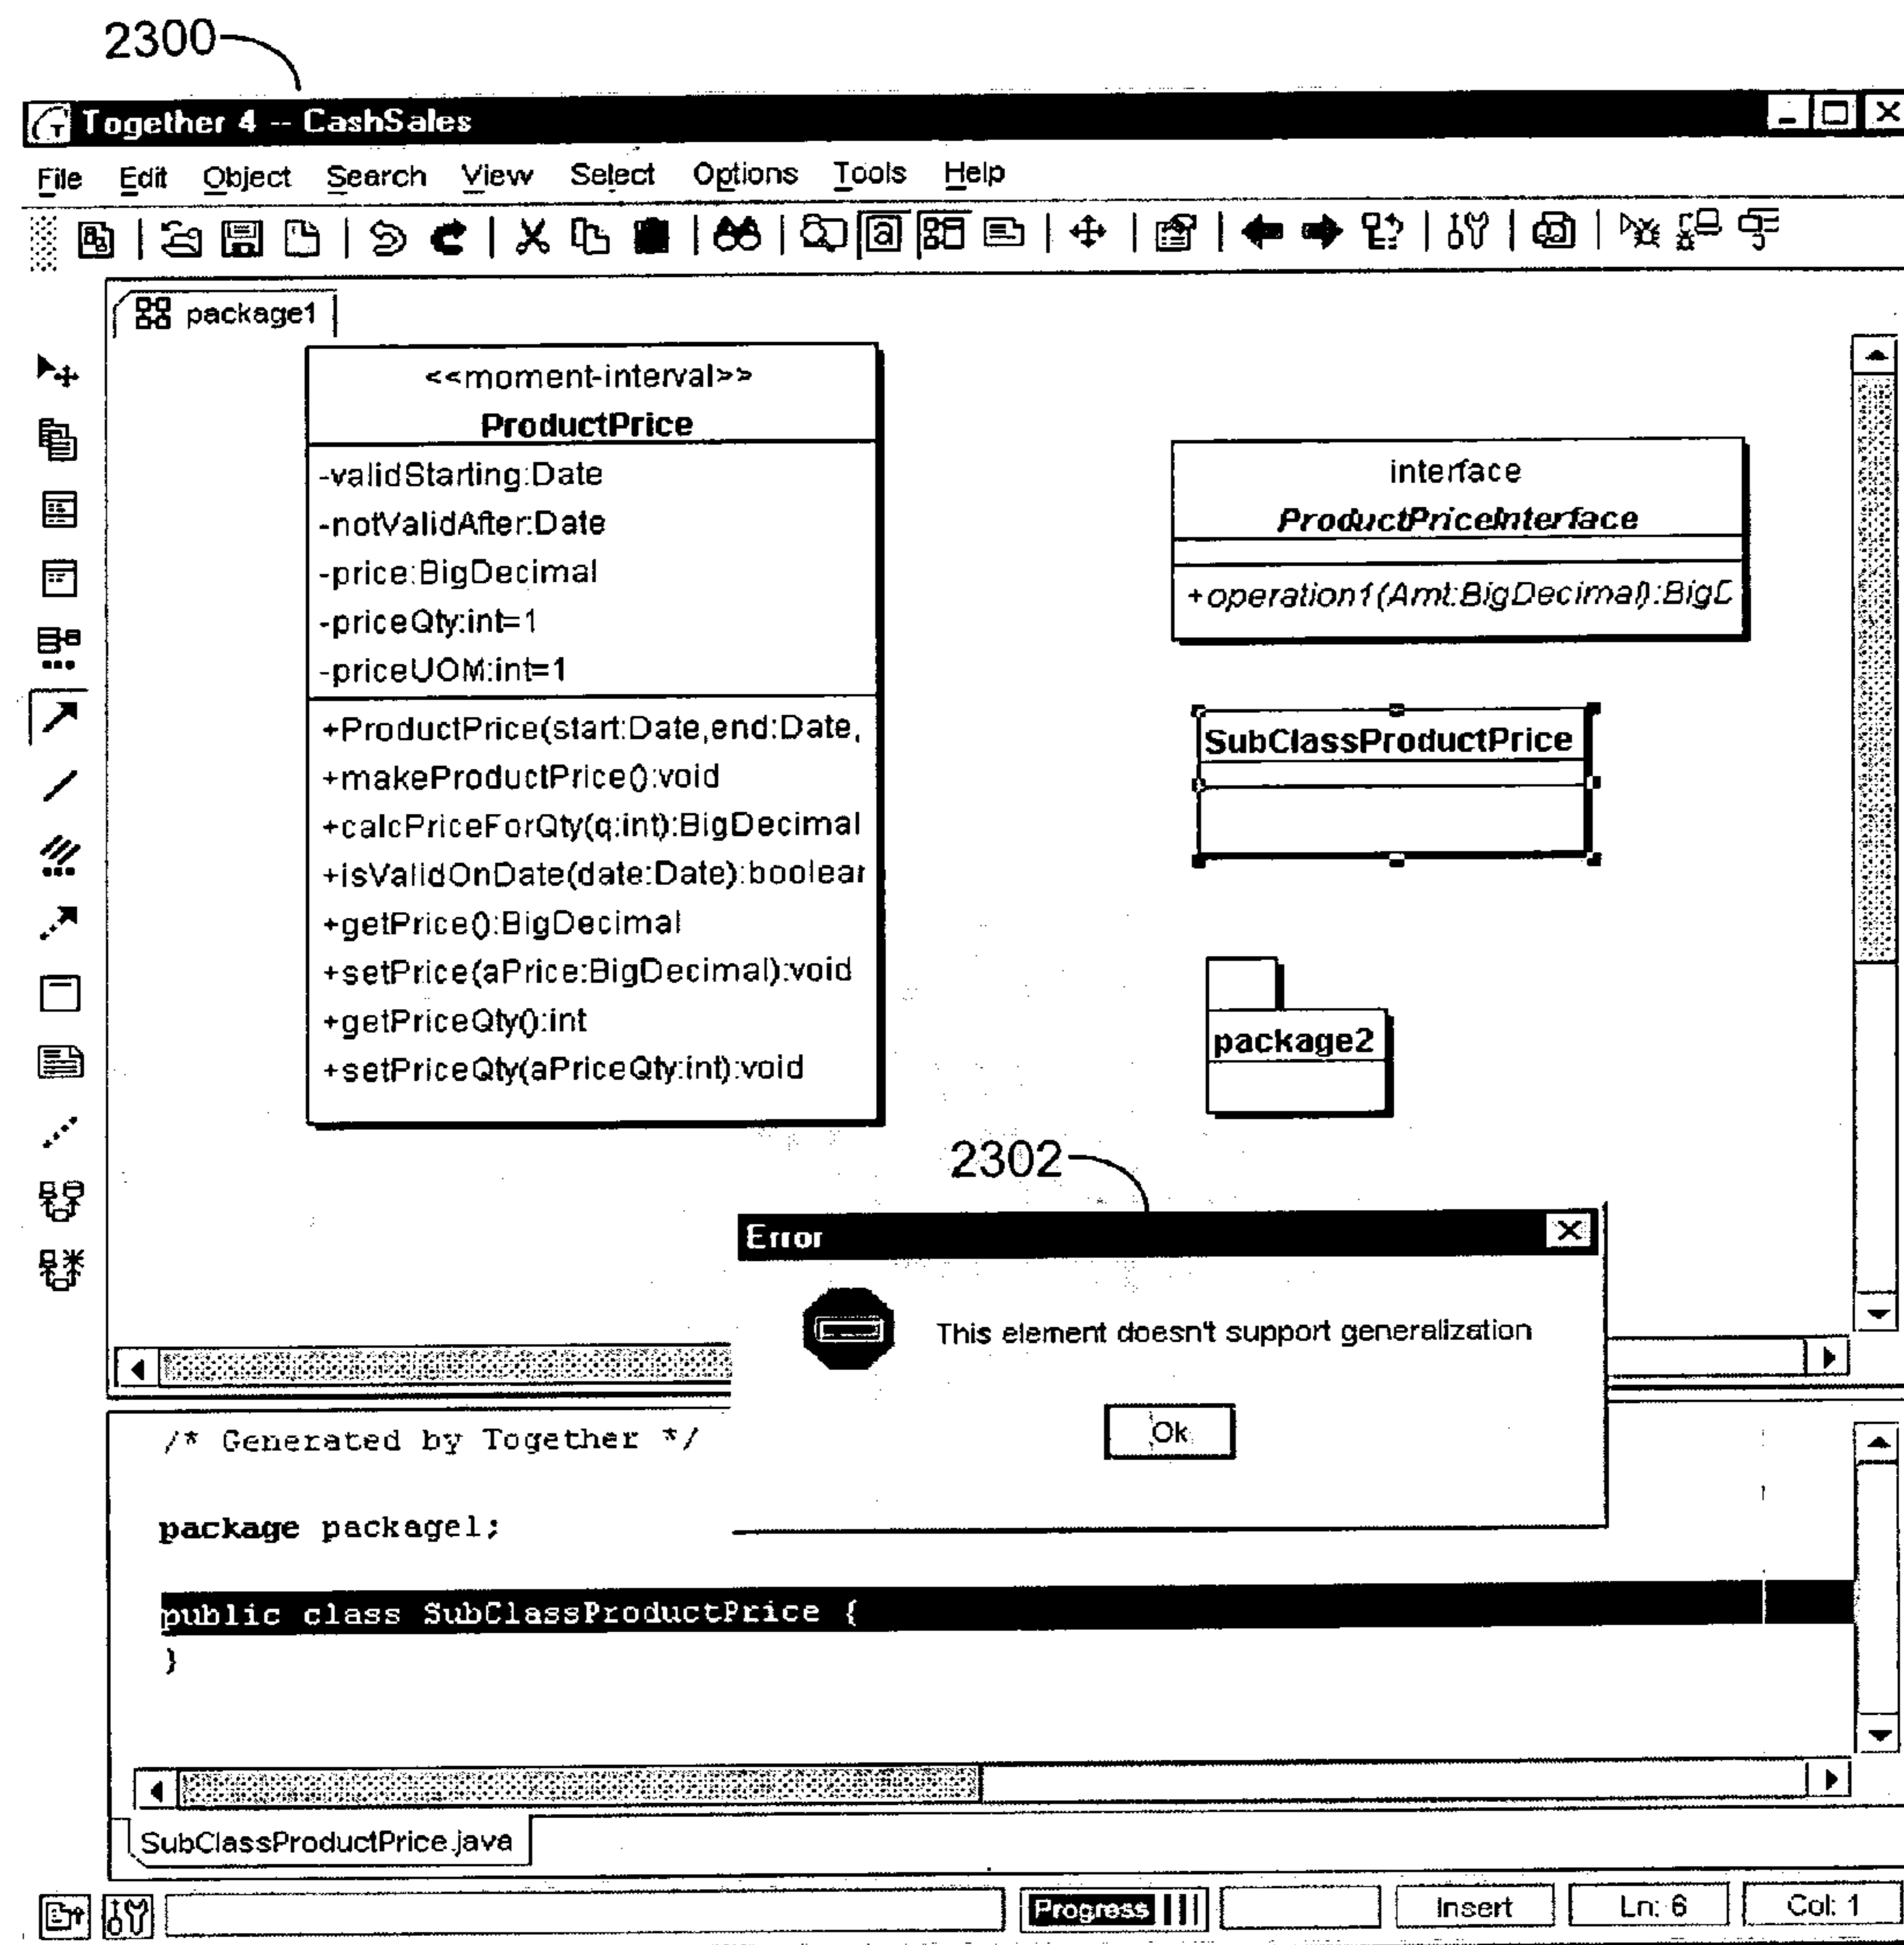 2300
Together 4 -- CashSales
File Edit Object Search View Select Options Tools Help
package1
<<moment-interval>>
ProductPrice
-validStarting:Date
-notValidAfter:Date
-price:BigDecimal
-priceQty:int=1
-priceUOM:int=1
+ProductPrice(start:Date,end:Date,
+makeProductPrice():void
+calcPriceForQty(q:int):BigDecimal
+isValidOnDate(date:Date):boolear
+getPrice():BigDecimal
+setPrice(aPrice:BigDecimal):void
+getPriceQty():int
+setPriceQty(aPriceQty:int):void
interface
ProductPriceInterface
+operation1(Amt:BigDecimal):BigD
SubClassProductPrice
package2
2302
Error
This element doesn't support generalization
Ok
/* Generated by Together */
package package1;
public class SubClassProductPrice {
}
SubClassProductPrice.java
Progress Insert Ln: 6 Col: 1